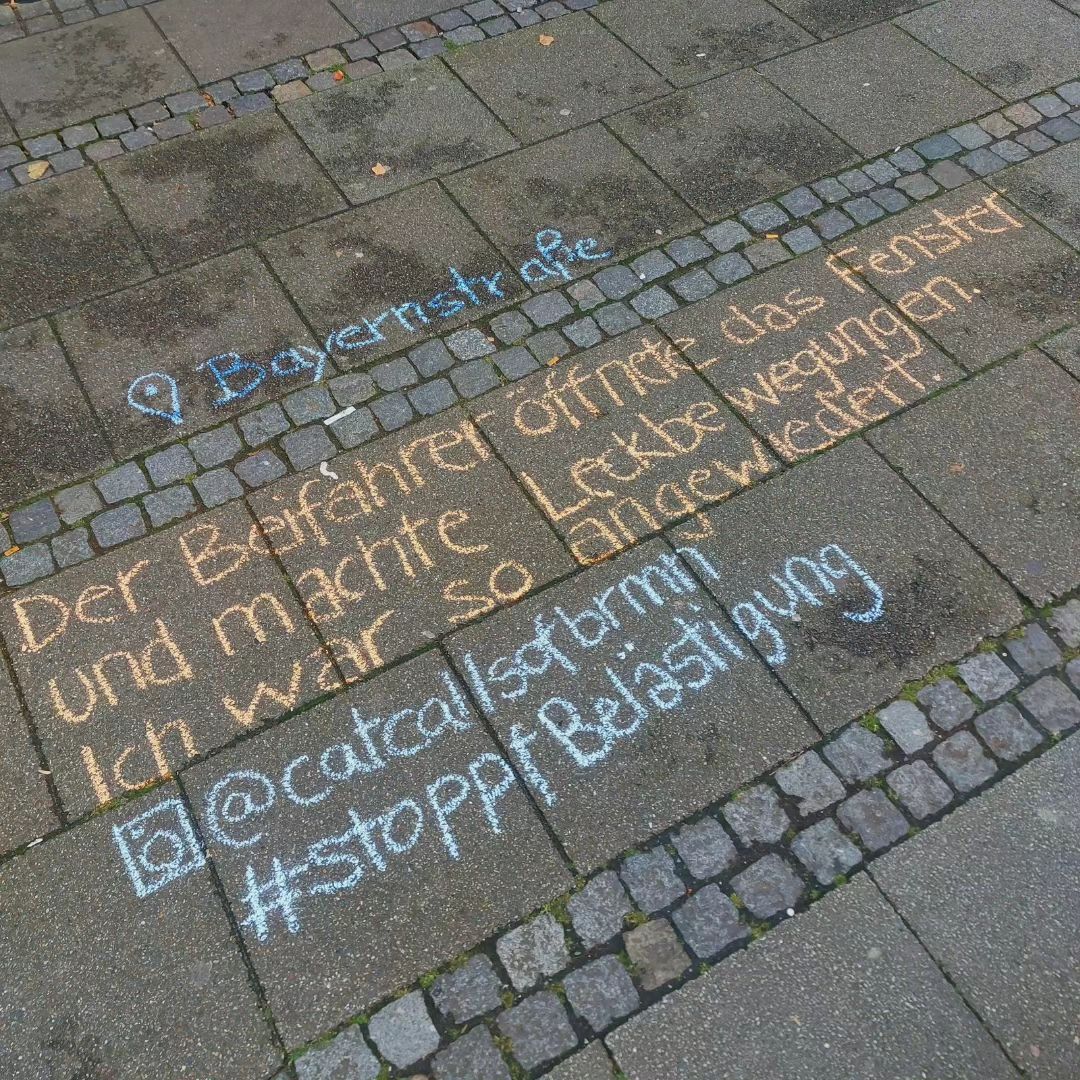 Bayernstraße
Der Beifahrer öffnete das Fenster
und machte Leckbewegungen.
Ich war so angewiedert.
@catcallsofbrmn
#stopptBelästigung